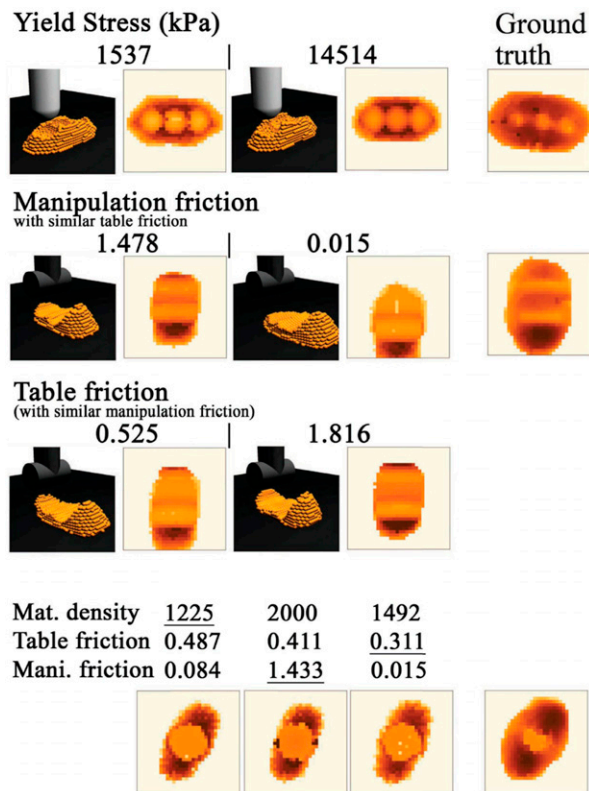 Yield Stress (kPa)
Ground
truth
1537 | 14514
Manipulation friction
with similar table friction
1.478 | 0.015
Table friction
(with similar manipulation friction)
0.525 | 1.816
Mat. density 1225 2000 1492
Table friction 0.487 0.411 0.311
Mani. friction 0.084 1.433 0.015